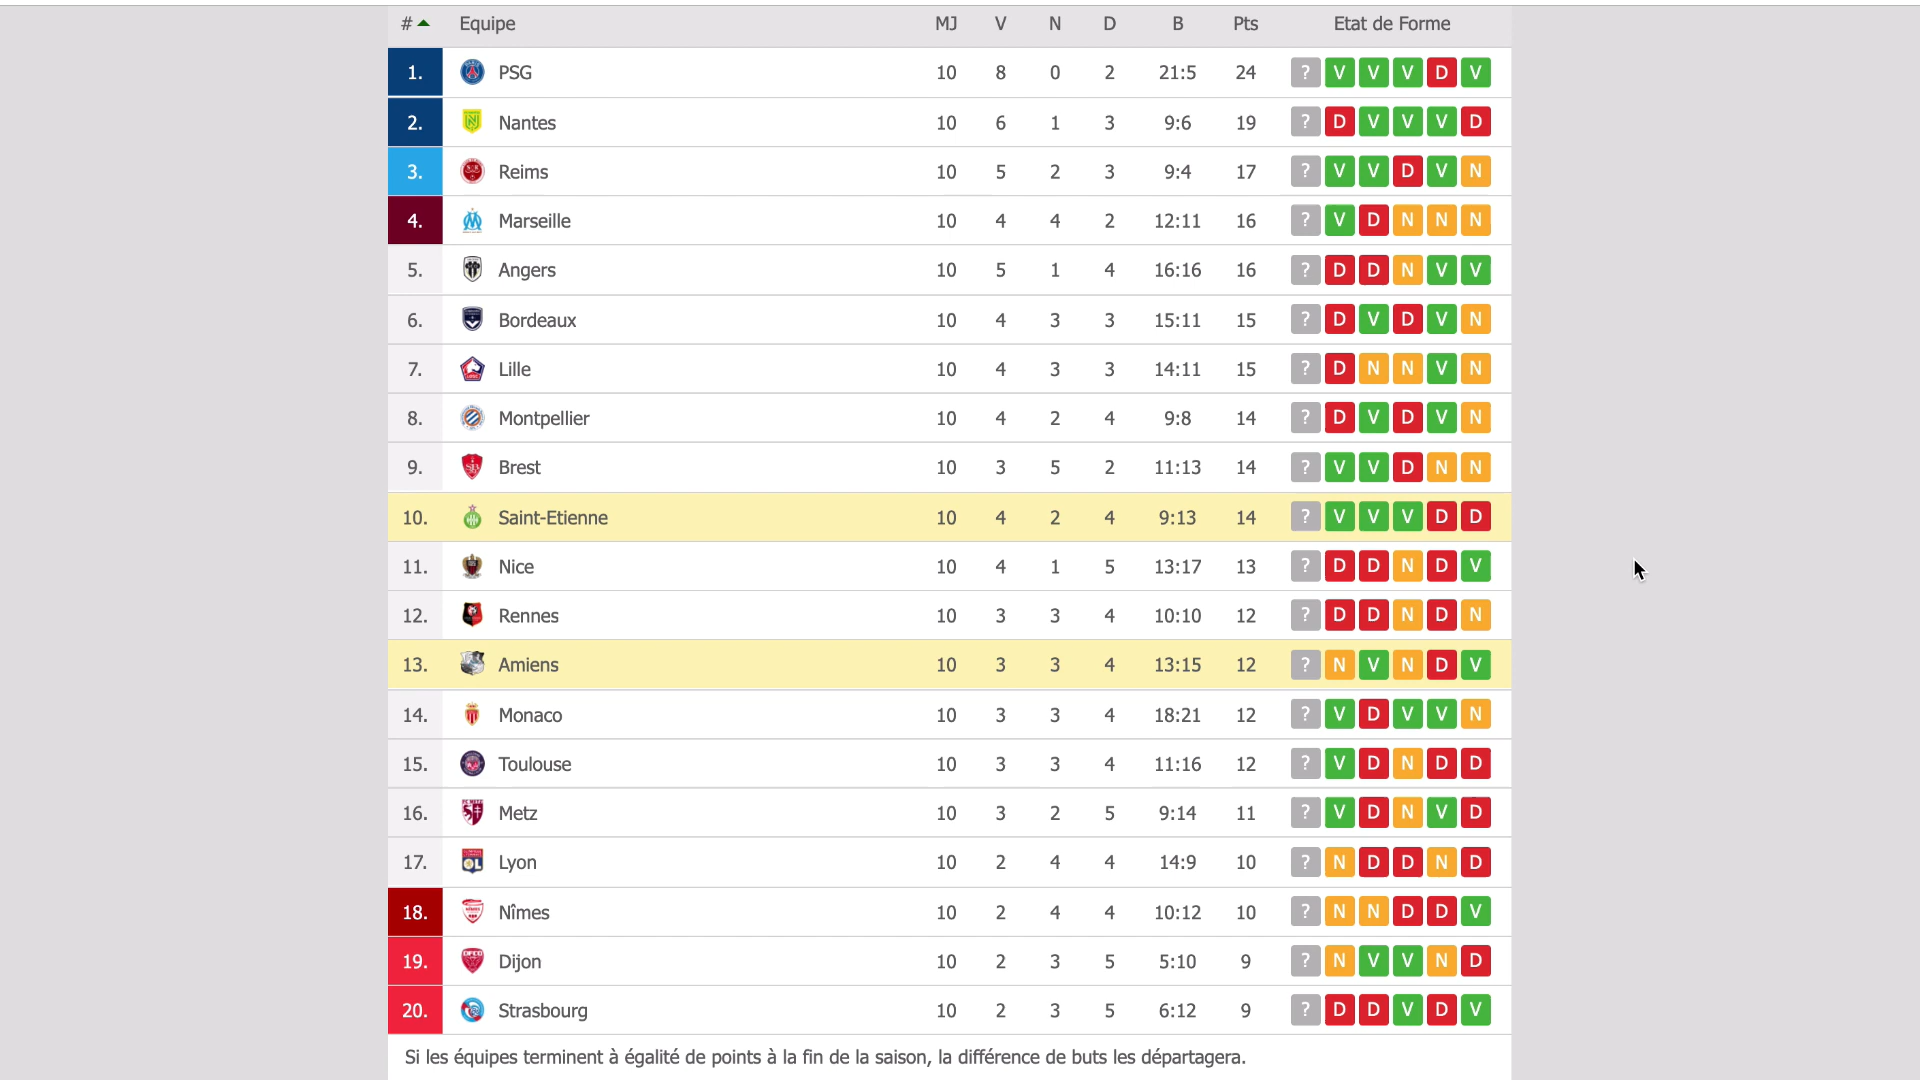 # Equipe MJ V N D B Pts Etat de Forme
1. PSG 10 8 0 2 21:5 24 ? V V V D V
2. Nantes 10 6 1 3 9:6 19 ? D V V V D
3. Reims 10 5 2 3 9:4 17 ? V V D V N
4. Marseille 10 4 4 2 12:11 16 ? V D N N N
5. Angers 10 5 1 4 16:16 16 ? D D N V V
6. Bordeaux 10 4 3 3 15:11 15 ? D V D V N
7. Lille 10 4 3 3 14:11 15 ? D N N V N
8. Montpellier 10 4 2 4 9:8 14 ? D V D V N
9. Brest 10 3 5 2 11:13 14 ? V V D N N
10. Saint-Etienne 10 4 2 4 9:13 14 ? V V V D D
11. Nice 10 4 1 5 13:17 13 ? D D N D V
12. Rennes 10 3 3 4 10:10 12 ? D D N D N
13. Amiens 10 3 3 4 13:15 12 ? N V N D V
14. Monaco 10 3 3 4 18:21 12 ? V D V V N
15. Toulouse 10 3 3 4 11:16 12 ? V D N D D
16. Metz 10 3 2 5 9:14 11 ? V D N V D
17. Lyon 10 2 4 4 14:9 10 ? N D D N D
18. Nîmes 10 2 4 4 10:12 10 ? N N D D V
19. Dijon 10 2 3 5 5:10 9 ? N V V N D
20. Strasbourg 10 2 3 5 6:12 9 ? D D V D V
Si les équipes terminent à égalité de points à la fin de la saison, la différence de buts les départagera.